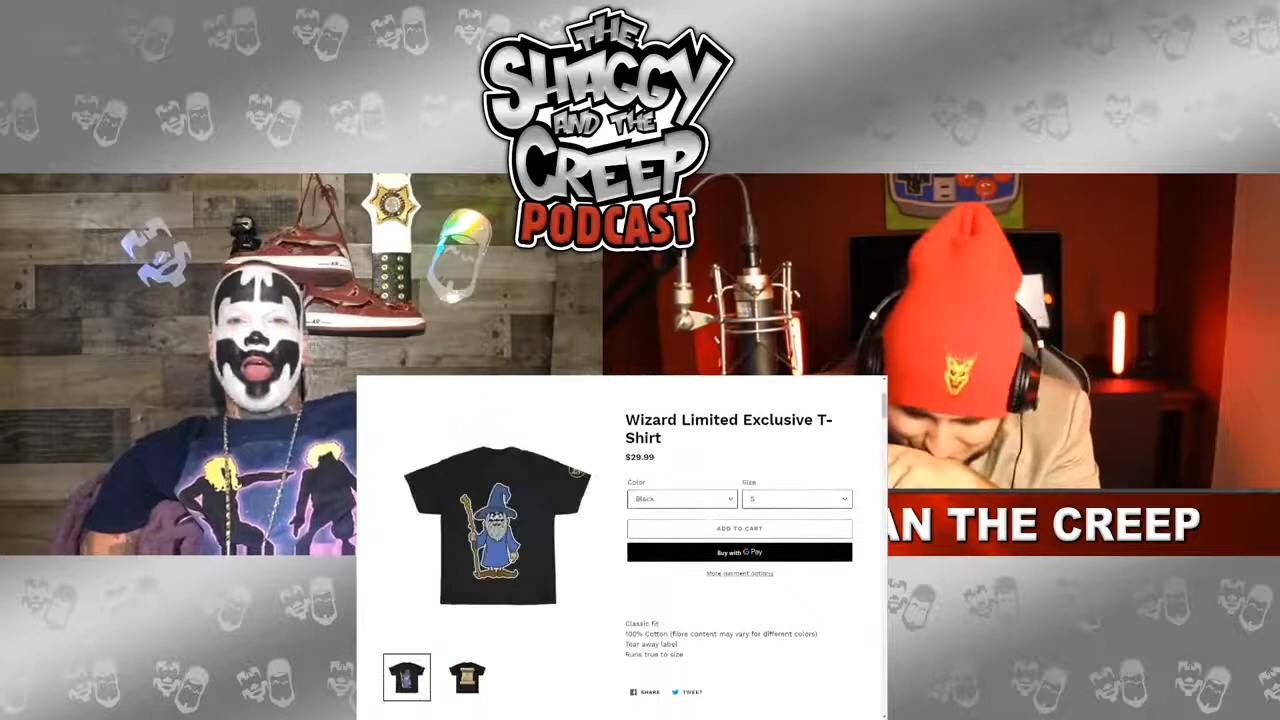 THE
SHAGGY
AND THE
CREEP
PODCAST
AIR
AIR
AN THE CREEP
Wizard Limited Exclusive T-
Shirt
$29.99
Color
Size
Black
S
ADD TO CART
Buy with G Pay
More payment options
Classic fit
100% Cotton (fibre content may vary for different colors)
Tear away label
Runs true to size
SHARE
TWEET